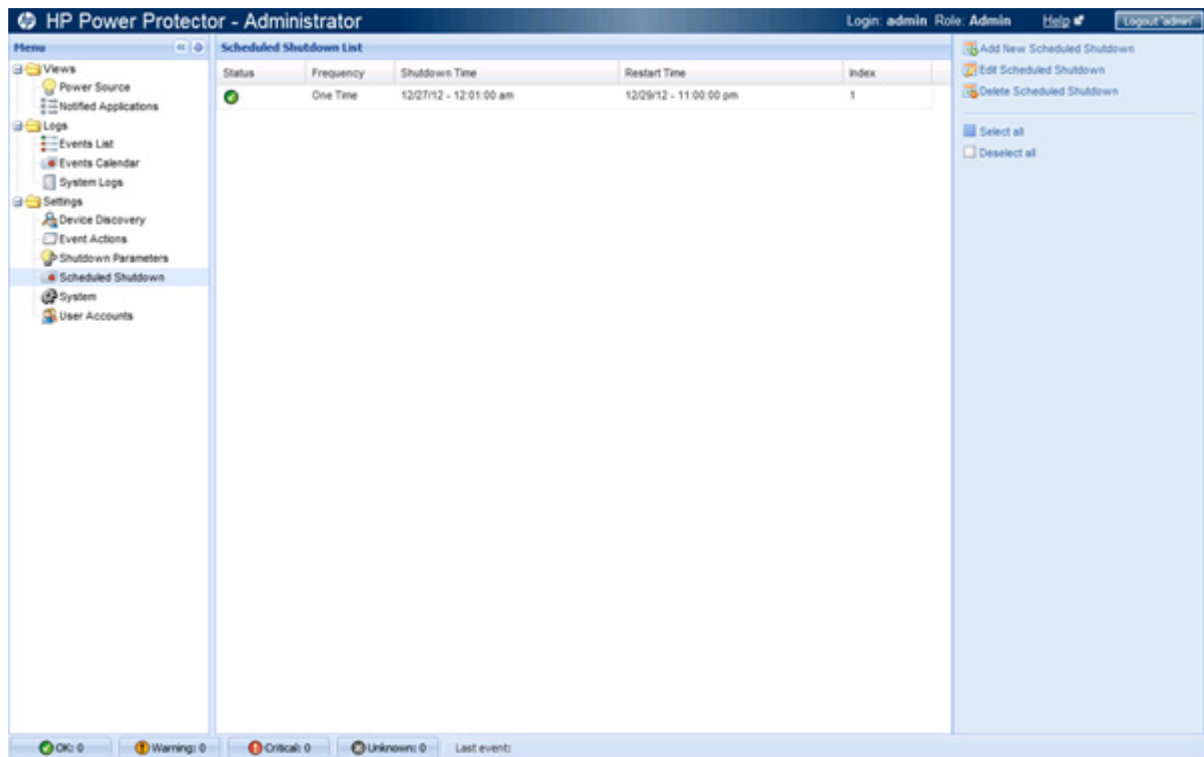 HP Power Protector - Administrator
Login: admin Role: Admin
Help
Logout 'admin'
Menu
Views
Power Source
Notified Applications
Logs
Events List
Events Calendar
System Logs
Settings
Device Discovery
Event Actions
Shutdown Parameters
Scheduled Shutdown
System
User Accounts
Scheduled Shutdown List
Status Frequency Shutdown Time Restart Time Index
One Time 12/27/12 - 12:01:00 am 12/29/12 - 11:00:00 pm 1
Add New Scheduled Shutdown
Edit Scheduled Shutdown
Delete Scheduled Shutdown
Select all
Deselect all
OK: 0 Warning: 0 Critical: 0 Unknown: 0 Last event: